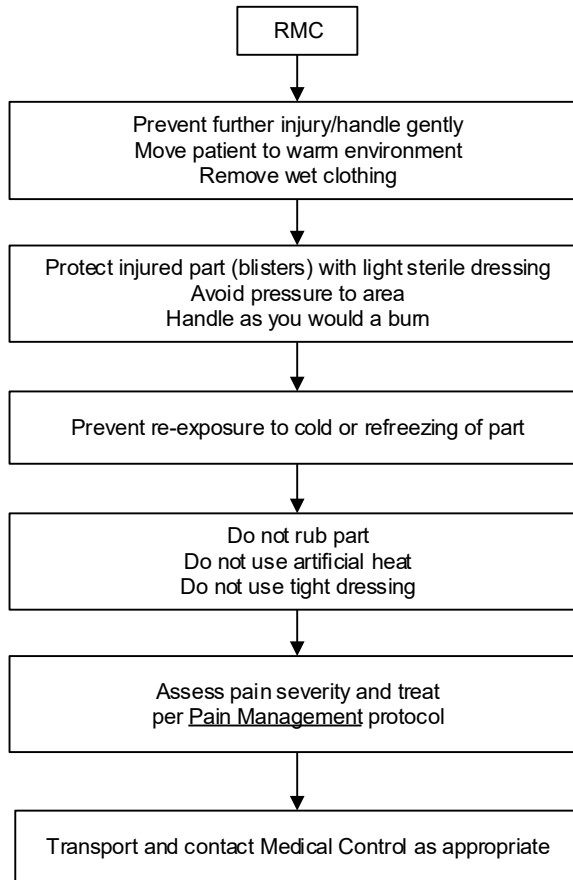 RMC
Prevent further injury/handle gently
Move patient to warm environment
Remove wet clothing
Protect injured part (blisters) with light sterile dressing
Avoid pressure to area
Handle as you would a burn
Prevent re-exposure to cold or refreezing of part
Do not rub part
Do not use artificial heat
Do not use tight dressing
Assess pain severity and treat
per Pain Management protocol
Transport and contact Medical Control as appropriate